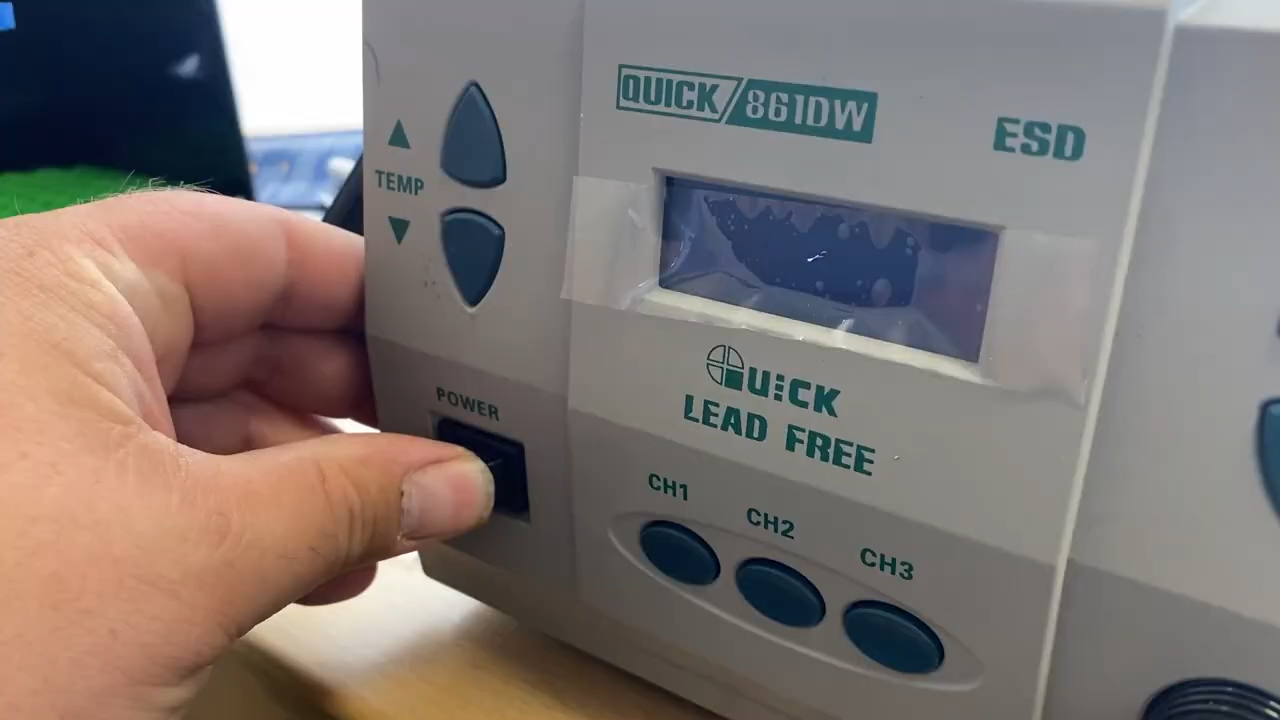 QUICK 861DW
ESD
TEMP
QUICK
LEAD FREE
POWER
CH1
CH2
CH3